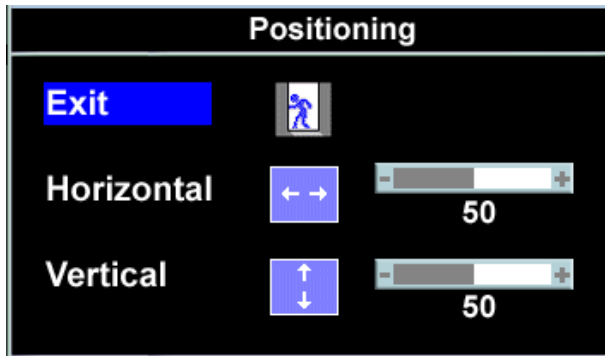 Positioning
Exit
Horizontal
- +
50
Vertical
- +
50